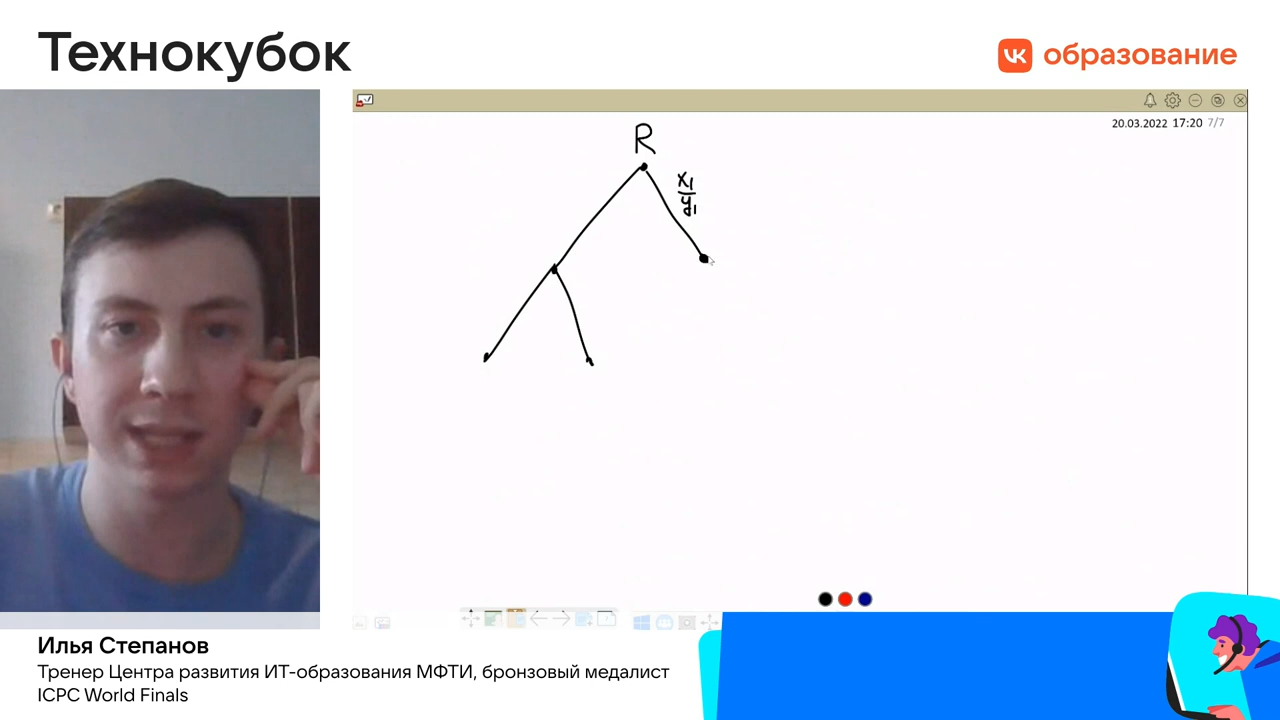 Технокубок
образование
20.03.2022 17:20 7/7
R
x1
y1
Илья Степанов
Тренер Центра развития ИТ-образования МФТИ, бронзовый медалист
ICPC World Finals